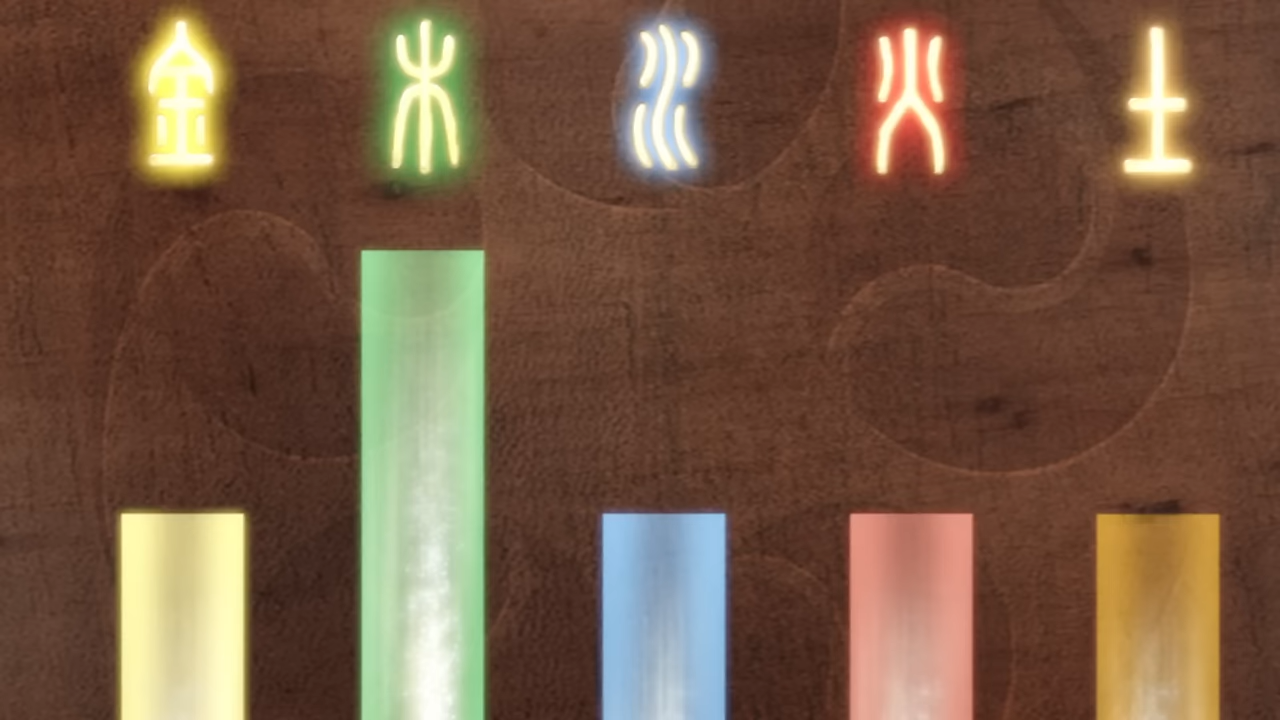 金 木 水 火 土